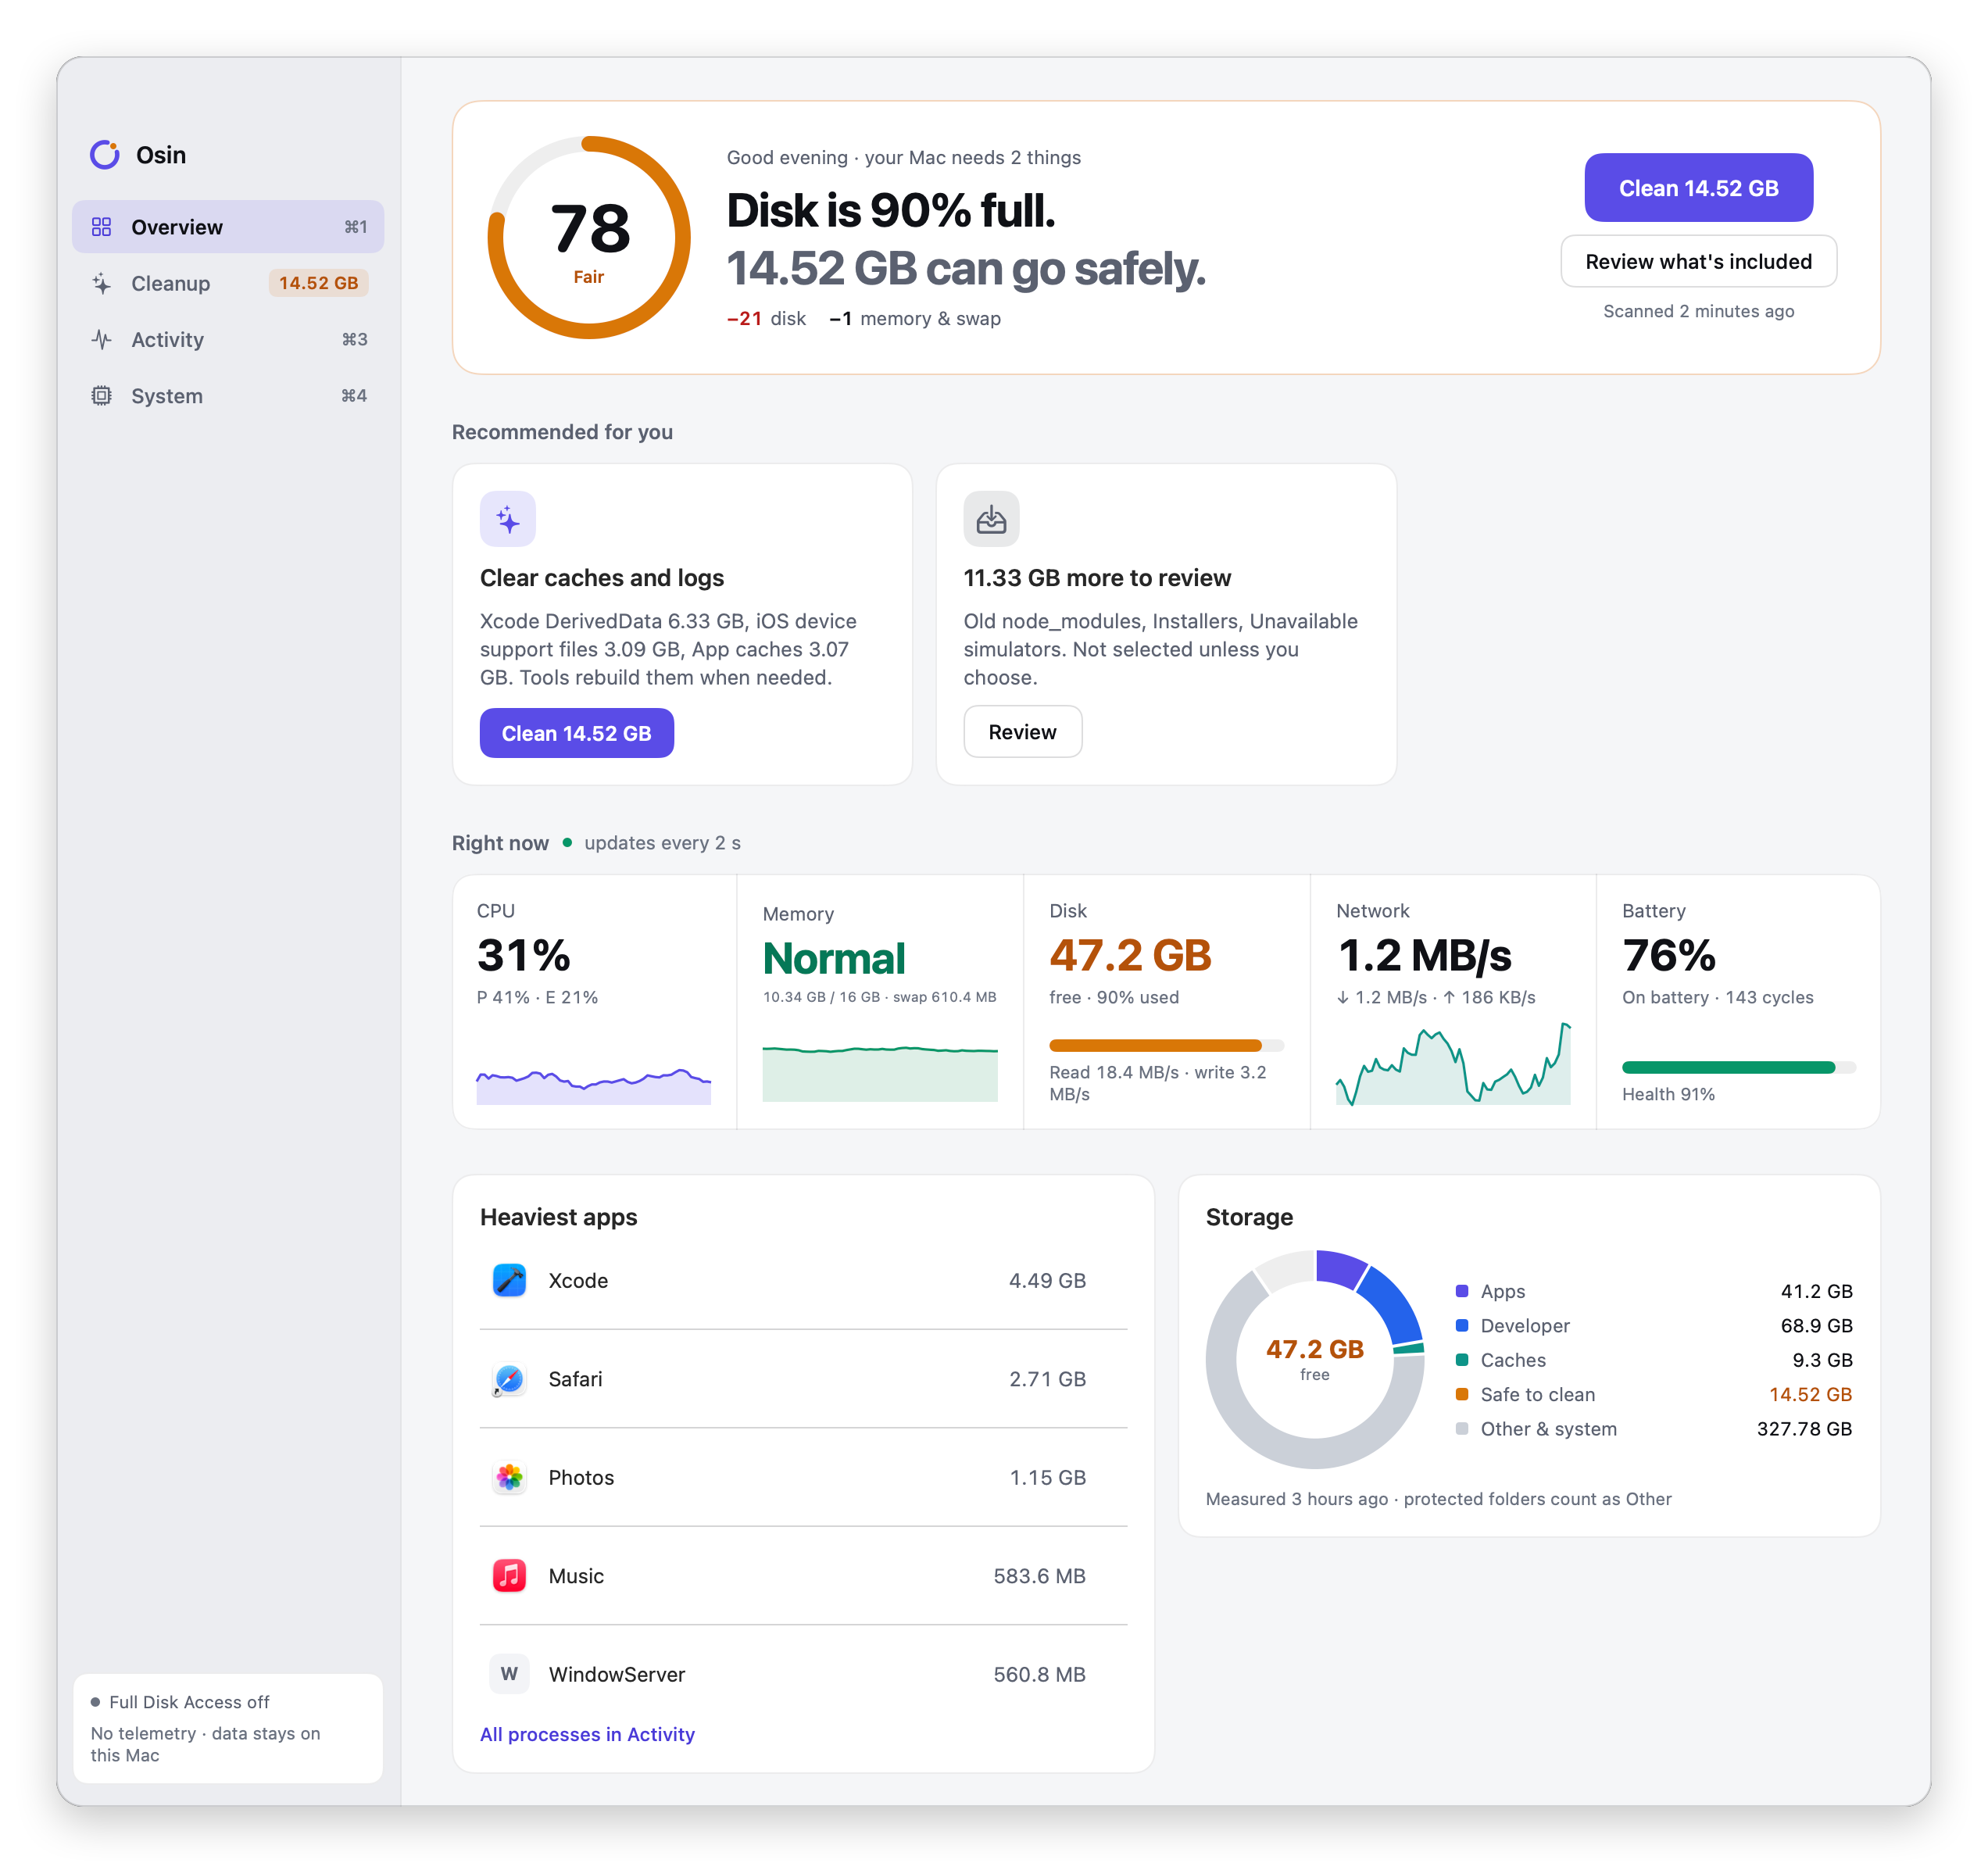 Osin
Overview ⌘1
Cleanup 14.52 GB
Activity ⌘3
System ⌘4
Full Disk Access off
No telemetry · data stays on
this Mac
78
Fair
Good evening · your Mac needs 2 things
Disk is 90% full.
14.52 GB can go safely.
−21 disk −1 memory & swap
Clean 14.52 GB
Review what's included
Scanned 2 minutes ago
Recommended for you
Clear caches and logs
Xcode DerivedData 6.33 GB, iOS device
support files 3.09 GB, App caches 3.07
GB. Tools rebuild them when needed.
Clean 14.52 GB
11.33 GB more to review
Old node_modules, Installers, Unavailable
simulators. Not selected unless you
choose.
Review
Right now updates every 2 s
CPU
31%
P 41% · E 21%
Memory
Normal
10.34 GB / 16 GB · swap 610.4 MB
Disk
47.2 GB
free · 90% used
Read 18.4 MB/s · write 3.2
MB/s
Network
1.2 MB/s
↓ 1.2 MB/s · ↑ 186 KB/s
Battery
76%
On battery · 143 cycles
Health 91%
Heaviest apps
Xcode 4.49 GB
Safari 2.71 GB
Photos 1.15 GB
Music 583.6 MB
W WindowServer 560.8 MB
All processes in Activity
Storage
47.2 GB
free
Apps 41.2 GB
Developer 68.9 GB
Caches 9.3 GB
Safe to clean 14.52 GB
Other & system 327.78 GB
Measured 3 hours ago · protected folders count as Other